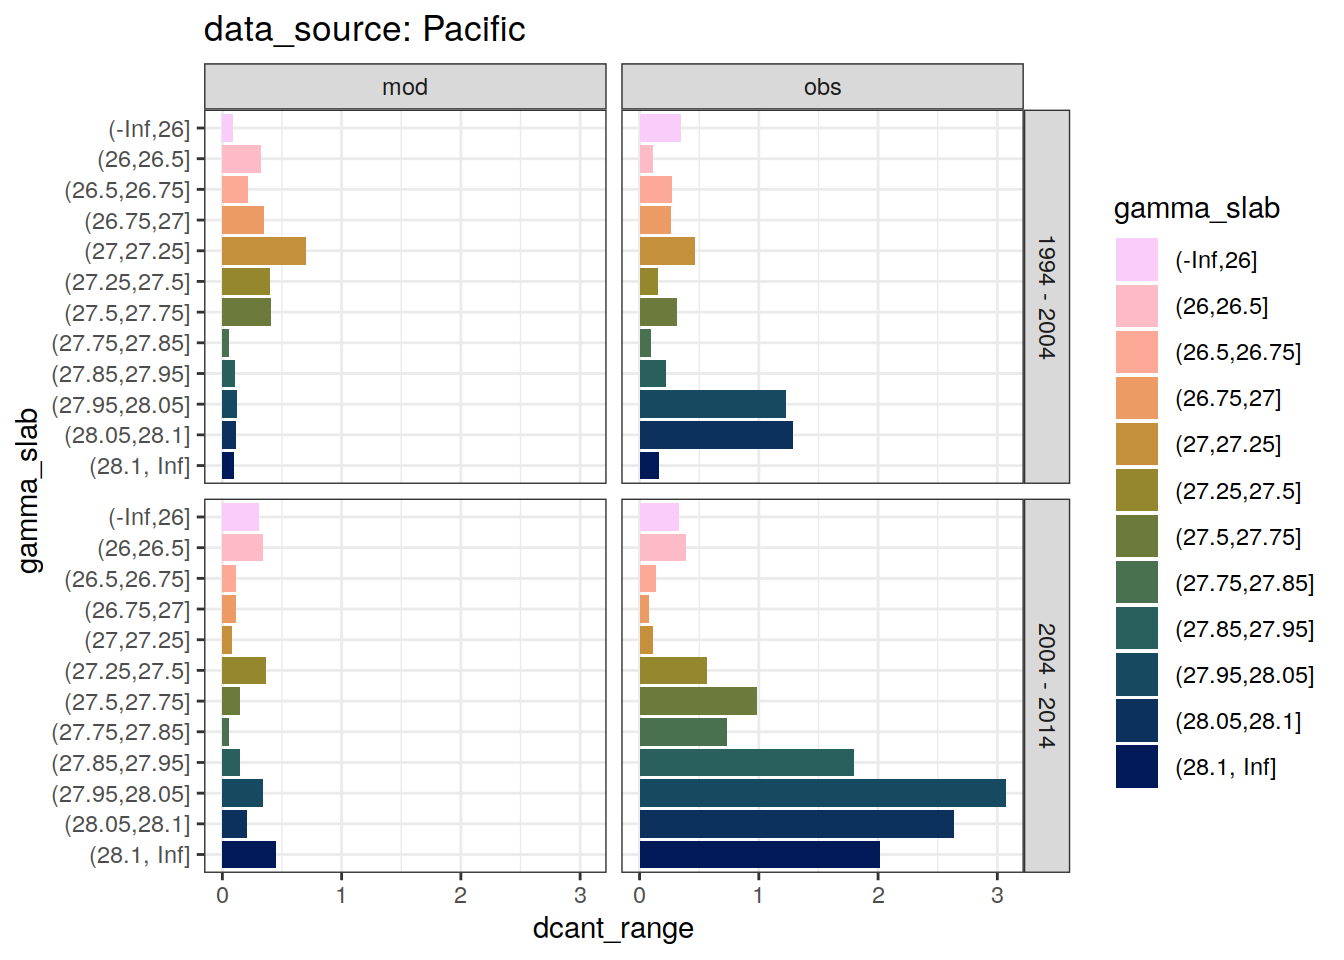 data_source: Pacific
mod
obs
gamma_slab
(-Inf,26]
(26,26.5]
(26.5,26.75]
(26.75,27]
(27,27.25]
(27.25,27.5]
(27.5,27.75]
(27.75,27.85]
(27.85,27.95]
(27.95,28.05]
(28.05,28.1]
(28.1, Inf]
1994 - 2004
(-Inf,26]
(26,26.5]
(26.5,26.75]
(26.75,27]
(27,27.25]
(27.25,27.5]
(27.5,27.75]
(27.75,27.85]
(27.85,27.95]
(27.95,28.05]
(28.05,28.1]
(28.1, Inf]
2004 - 2014
0 1 2 3
0 1 2 3
dcant_range
gamma_slab
(-Inf,26]
(26,26.5]
(26.5,26.75]
(26.75,27]
(27,27.25]
(27.25,27.5]
(27.5,27.75]
(27.75,27.85]
(27.85,27.95]
(27.95,28.05]
(28.05,28.1]
(28.1, Inf]